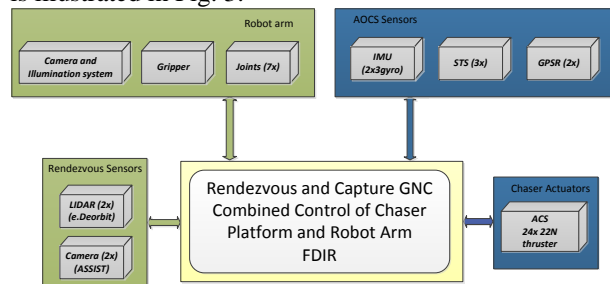 is illustrated in Fig. 5.
Robot arm
Camera and
Illumination system
Gripper
Joints (7x)
AOCS Sensors
IMU
(2x3gyro)
STS (3x)
GPSR (2x)
Rendezvous Sensors
LIDAR (2x)
(e.Deorbit)
Camera (2x)
(ASSIST)
Rendezvous and Capture GNC
Combined Control of Chaser
Platform and Robot Arm
FDIR
Chaser Actuators
ACS
24x 22N
thruster